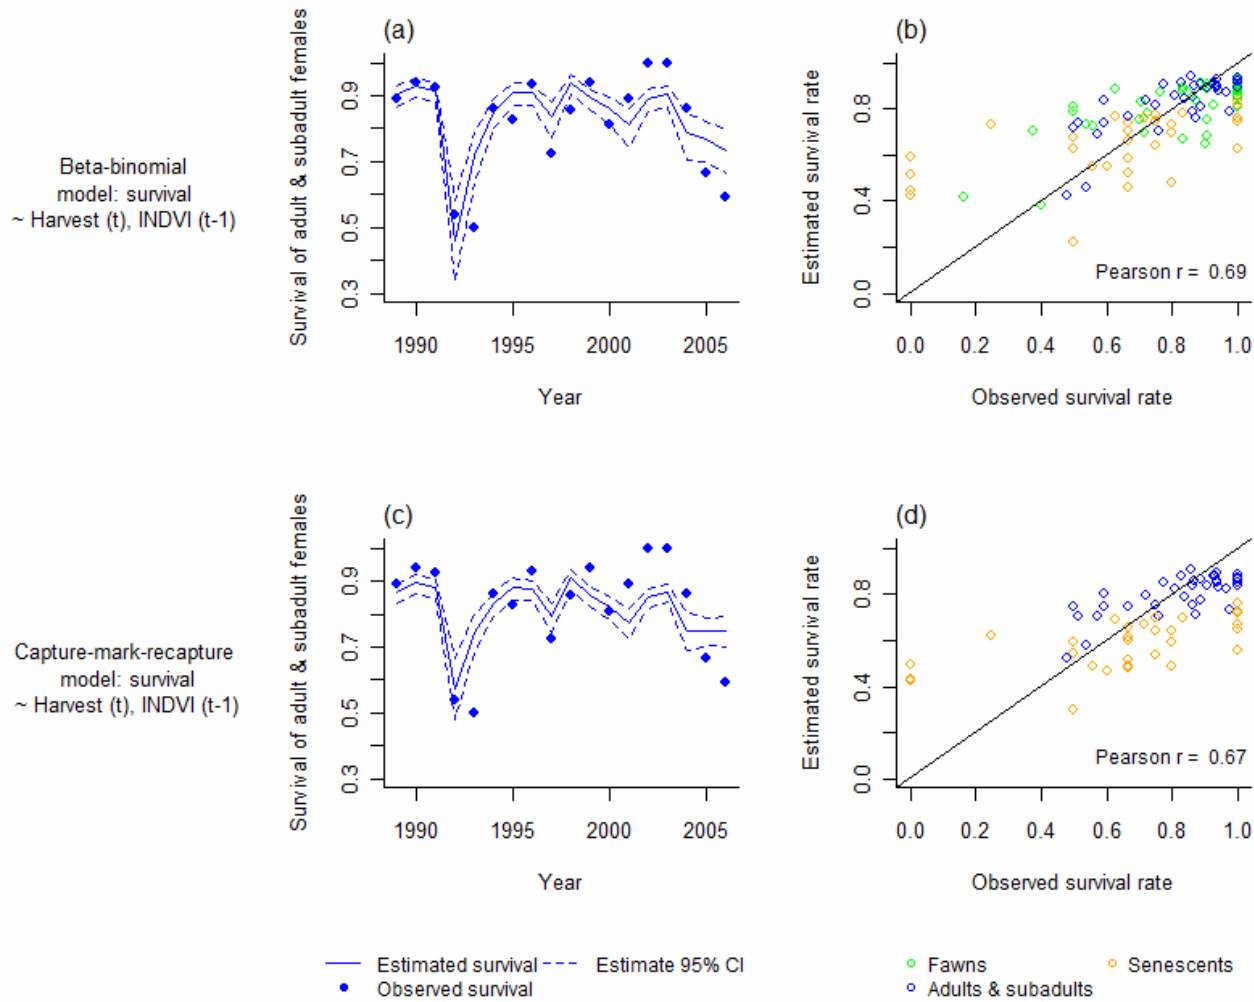 (a)
(b)
Beta-binomial
model: survival
~ Harvest (t), INDVI (t-1)
Survival of adult & subadult females
0.9
0.7
0.5
0.3
1990
1995
2000
2005
Year
Estimated survival rate
0.8
0.4
0.0
Pearson r = 0.69
0.0
0.2
0.4
0.6
0.8
1.0
Observed survival rate
(c)
(d)
Capture-mark-recapture
model: survival
~ Harvest (t), INDVI (t-1)
Survival of adult & subadult females
0.9
0.7
0.5
0.3
1990
1995
2000
2005
Year
Estimated survival rate
0.8
0.4
0.0
Pearson r = 0.67
0.0
0.2
0.4
0.6
0.8
1.0
Observed survival rate
Estimated survival
Estimate 95% CI
Observed survival
Fawns
Senescents
Adults & subadults